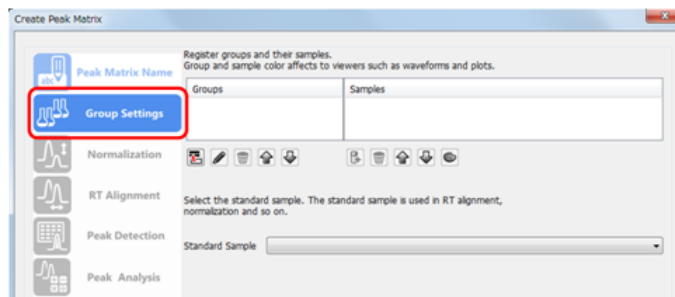 Create Peak Matrix
abc
Peak Matrix Name
Group Settings
Normalization
RT Alignment
Peak Detection
Peak Analysis
Register groups and their samples.
Group and sample color affects to viewers such as waveforms and plots.
Groups
Samples
Select the standard sample. The standard sample is used in RT alignment,
normalization and so on.
Standard Sample